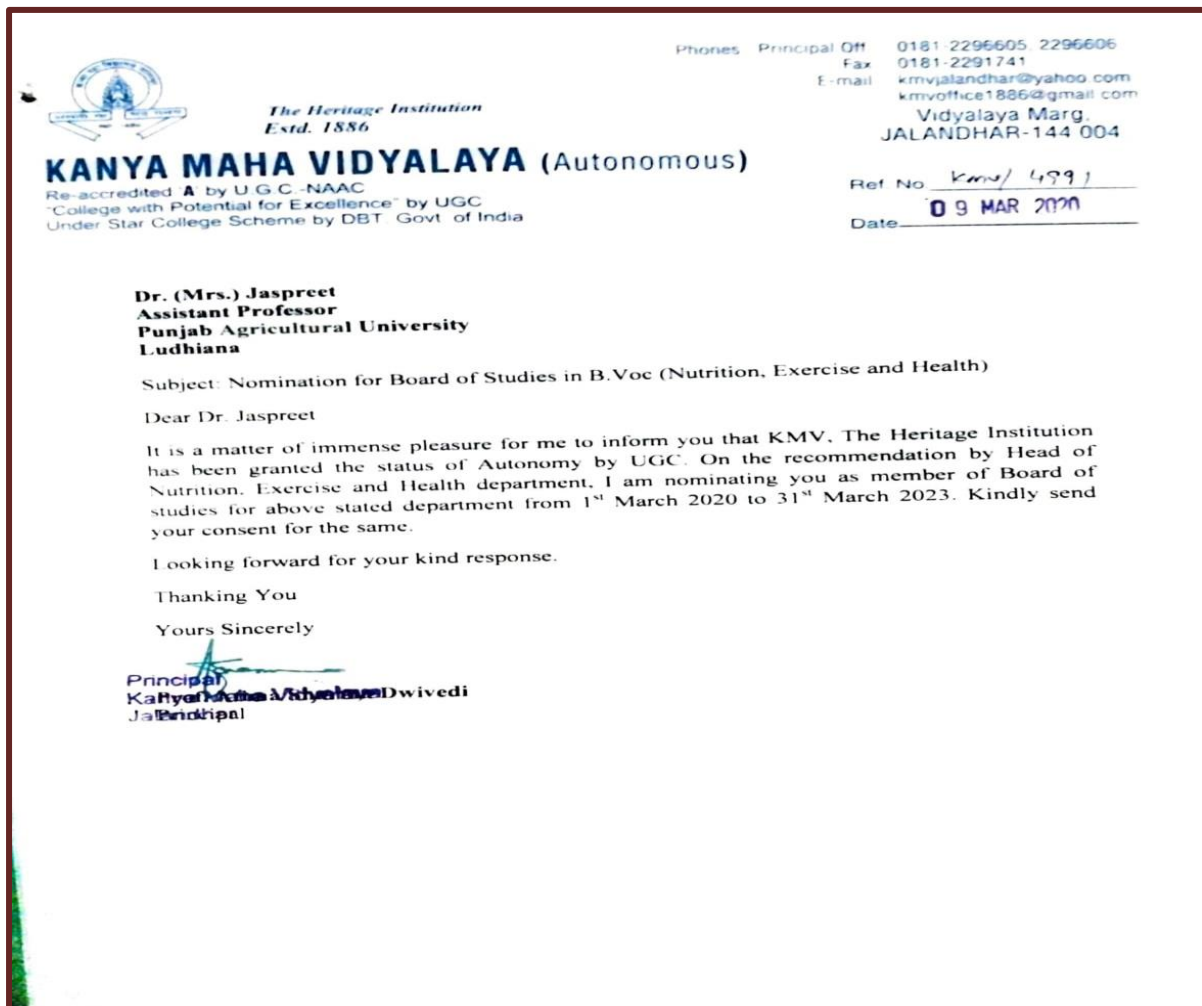 Phones Principal Off 0181-2296605, 2296606
Fax 0181-2291741
E-mail kmvjalandhar@yahoo.com
kmvoffice1886@gmail.com
Vidyalaya Marg,
JALANDHAR-144 004
The Heritage Institution
Estd. 1886
KANYA MAHA VIDYALAYA (Autonomous)
Re-accredited 'A' by U.G.C.-NAAC
"College with Potential for Excellence" by UGC
Under Star College Scheme by DBT Govt of India
Ref No kmv/ 4991
Date 09 MAR 2020
Dr. (Mrs.) Jaspreet
Assistant Professor
Punjab Agricultural University
Ludhiana
Subject: Nomination for Board of Studies in B.Voc (Nutrition, Exercise and Health)
Dear Dr. Jaspreet
It is a matter of immense pleasure for me to inform you that KMV, The Heritage Institution
has been granted the status of Autonomy by UGC. On the recommendation by Head of
Nutrition, Exercise and Health department, I am nominating you as member of Board of
studies for above stated department from 1st March 2020 to 31st March 2023. Kindly send
your consent for the same.
Looking forward for your kind response.
Thanking You
Yours Sincerely
Principal
Kanya Maha Vidyalaya Dwivedi
Jalandhar Principal